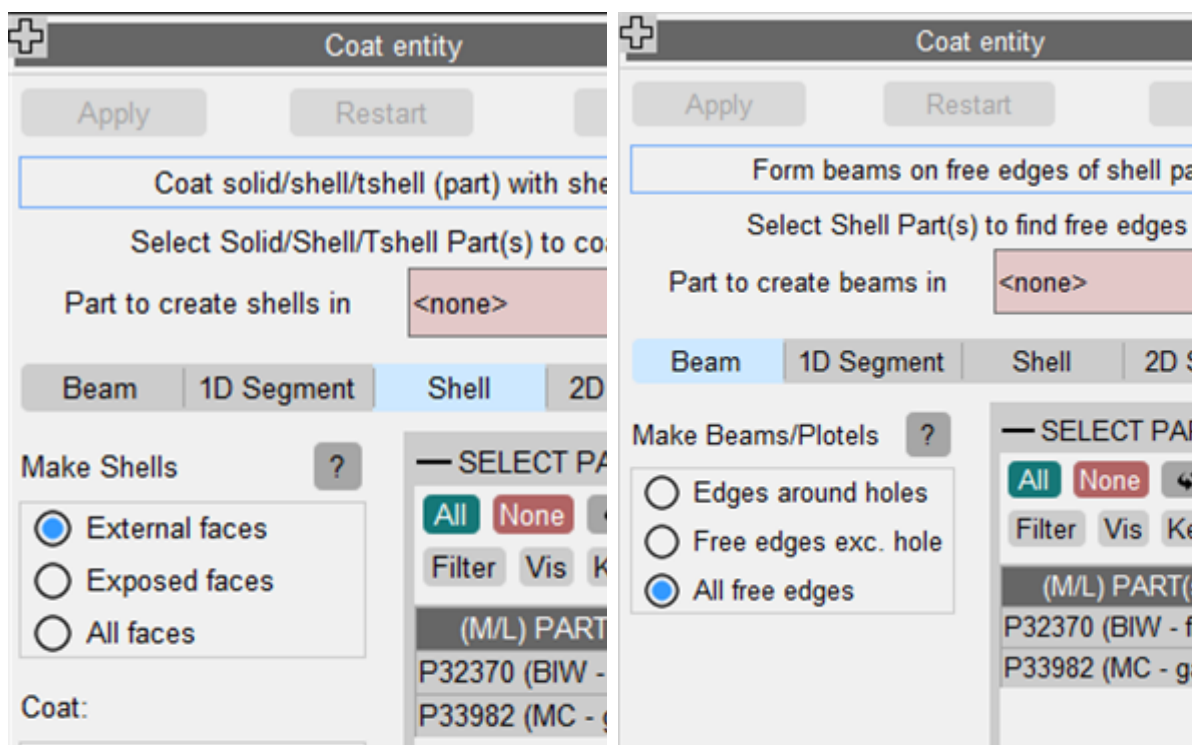 Coat entity
Apply Restart
Coat solid/shell/tshell (part) with
Select Solid/Shell/Tshell Part(s) to
Part to create shells in <none>
Beam 1D Segment Shell 2D
Make Shells ?
— SELECT
All None
External faces
Exposed faces
All faces
Filter Vis
(M/L) PART
P32370 (BIW -
P33982 (MC -
Coat:
Coat entity
Apply Restart
Form beams on free edges of shell
Select Shell Part(s) to find free edges
Part to create beams in <none>
Beam 1D Segment Shell 2D
Make Beams/Plotels ?
— SELECT
All None
Edges around holes
Free edges exc. hole
All free edges
Filter Vis
(M/L) PART(
P32370 (BIW -
P33982 (MC -